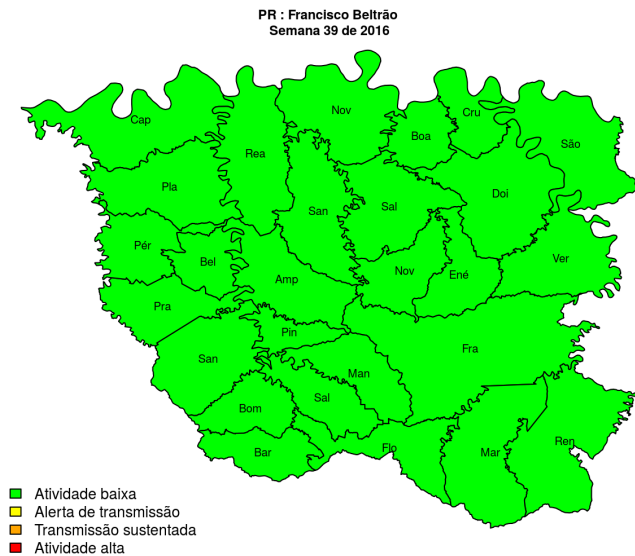 PR : Francisco Beltrão
Semana 39 de 2016
Cap
Nov
Cru
Boa
São
Rea
Pla
Doi
San
Sal
Pér
Bel
Ver
Nov
Ené
Amp
Pra
Pin
Fra
San
Man
Sal
Bom
Ren
Flo
Bar
Mar
Atividade baixa
Alerta de transmissão
Transmissão sustentada
Atividade alta